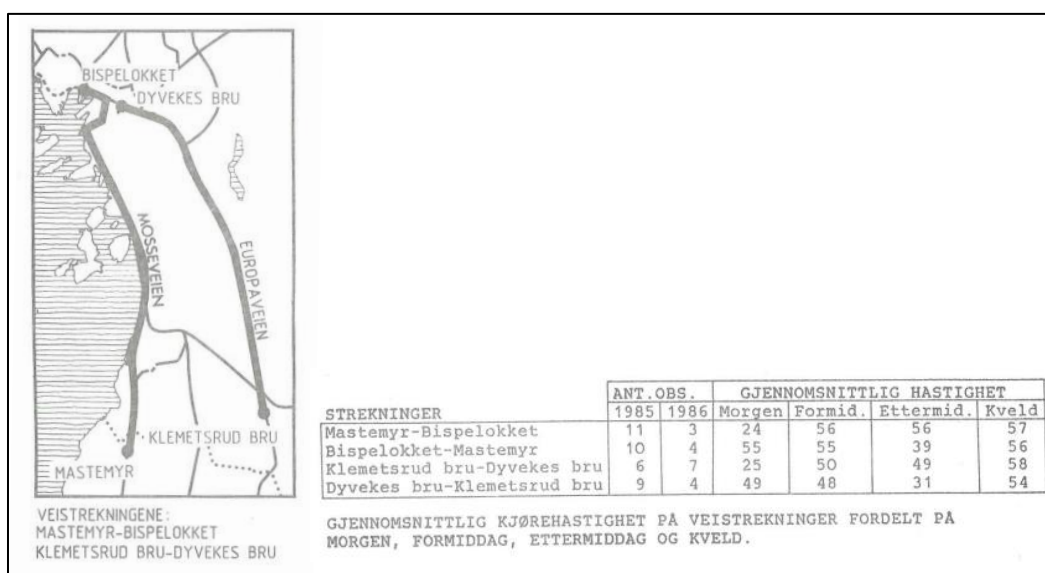 BISPELOKKET
DYVEKES BRU
MOSSEVEIEN
EUROPAVEIEN
KLEMETSRUD BRU
MASTEMYR
VEISTREKNINGENE:
MASTEMYR-BISPELOKKET
KLEMETSRUD BRU-DYVEKES BRU
ANT.OBS. GJENNOMSNITTLIG HASTIGHET
STREKNINGER 1985 1986 Morgen Formid. Ettermid. Kveld
Mastemyr-Bispelokket 11 3 24 56 56 57
Bispelokket-Mastemyr 10 4 55 55 39 56
Klemetsrud bru-Dyvekes bru 6 7 25 50 49 58
Dyvekes bru-Klemetsrud bru 9 4 49 48 31 54
GJENNOMSNITTLIG KJØREHASTIGHET PÅ VEISTREKNINGER FORDELT PÅ
MORGEN, FORMIDDAG, ETTERMIDDAG OG KVELD.